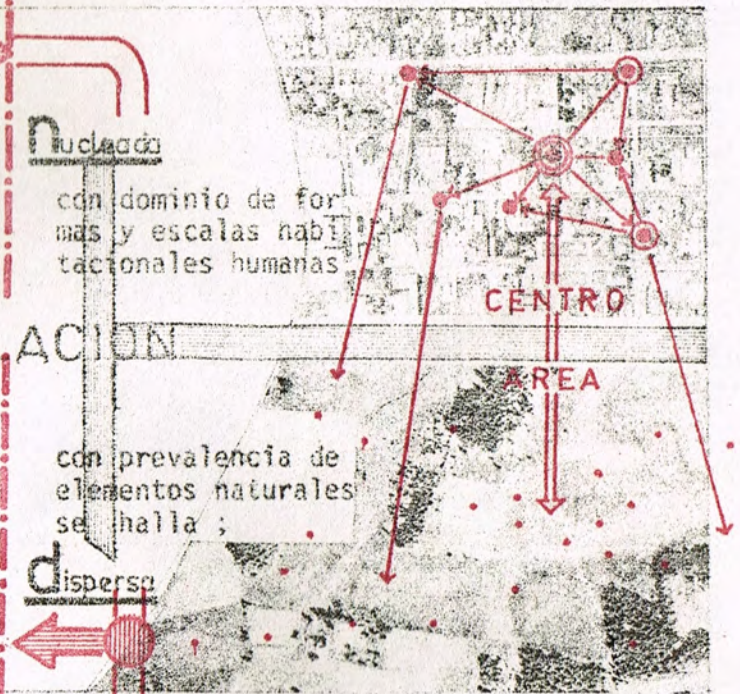 Nucleada
con dominio de for
mas y escalas habi
tacionales humanas
CENTRO
ACION
AREA
con prevalencia de
elementos naturales
se halla ;
dispersa